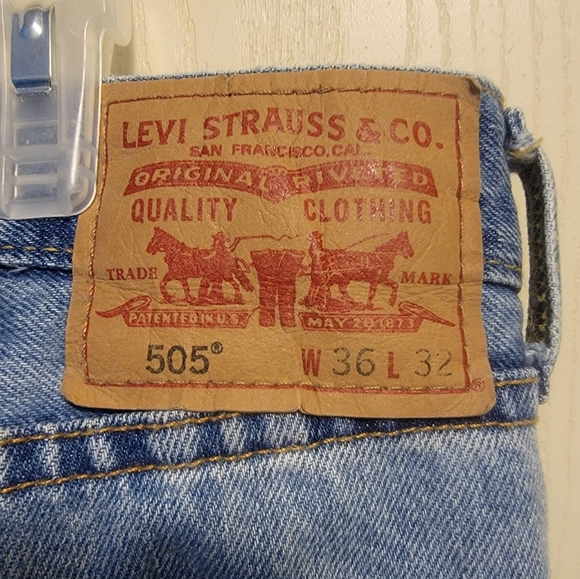 LEVI STRAUSS & CO.
SAN FRANCISCO, CAL.
ORIGINAL RIVETED
QUALITY CLOTHING
TRADE MARK
PATENTED IN U.S. MAY 20 1873
505® W 36 L 32
®